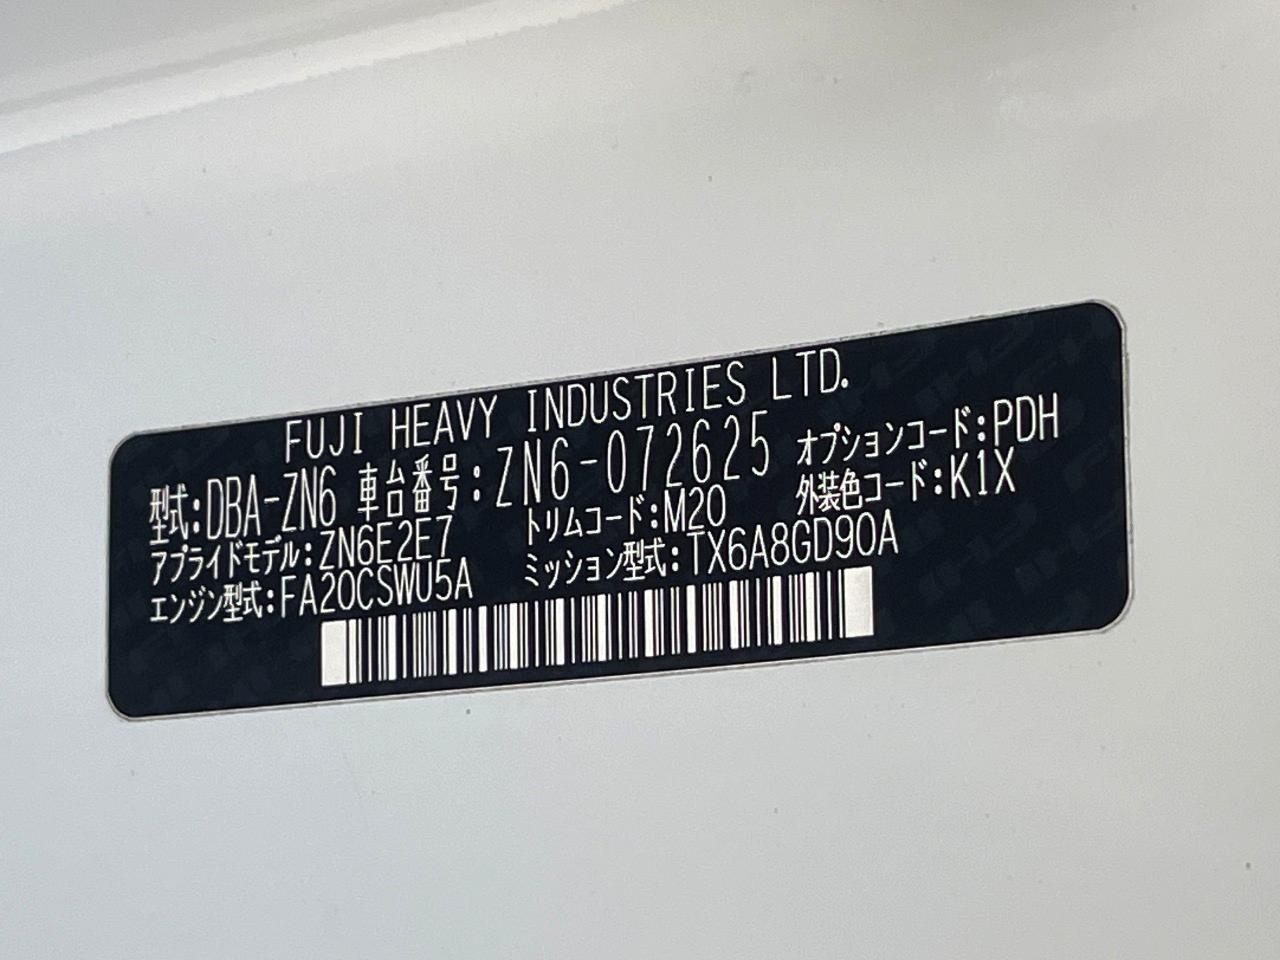 FUJI HEAVY INDUSTRIES LTD.
型式:DBA-ZN6 車台番号:ZN6-072625 オプションコード:PDH
アプライドモデル:ZN6E2E7 トリムコード:M20 外装色コード:K1X
エンジン型式:FA20CSWU5A ミッション型式:TX6A8GD90A